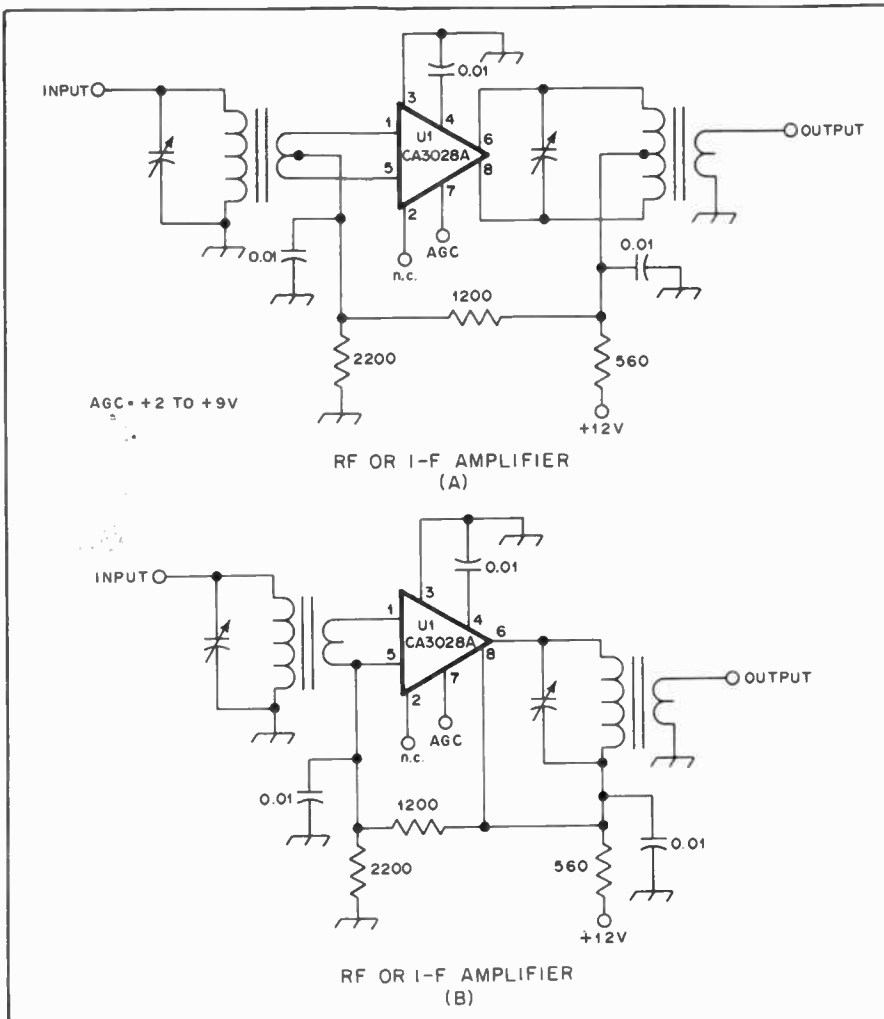 0.01
INPUT
3
4
1
U1
6
CA3028A
8
OUTPUT
5
7
2
0.01
AGC
n.c.
0.01
1200
2200
560
AGC = +2 TO +9V
+12V
RF OR I-F AMPLIFIER
(A)
0.01
INPUT
3
4
1
U1
6
CA3028A
8
5
OUTPUT
7
2
AGC
n.c.
0.01
1200
0.01
2200
560
+12V
RF OR I-F AMPLIFIER
(B)